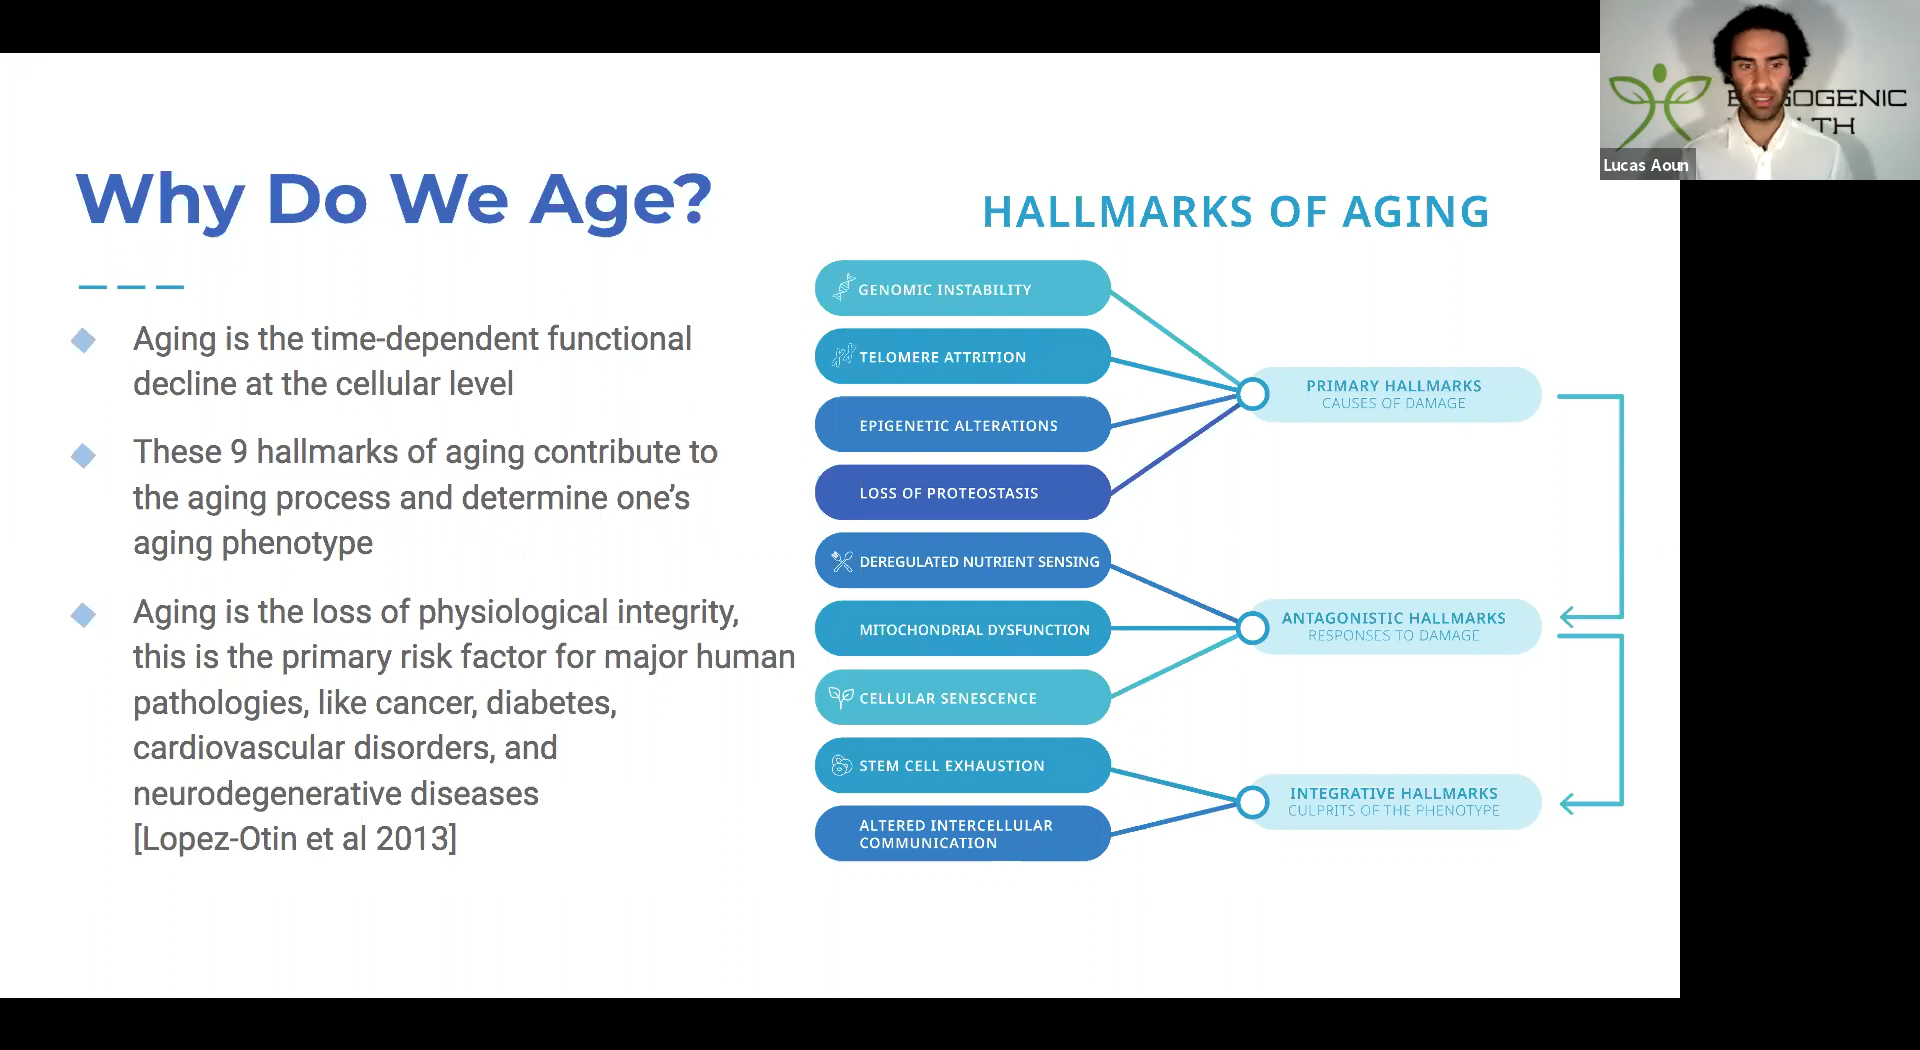 Why Do We Age?
Aging is the time-dependent functional
decline at the cellular level
These 9 hallmarks of aging contribute to
the aging process and determine one’s
aging phenotype
Aging is the loss of physiological integrity,
this is the primary risk factor for major human
pathologies, like cancer, diabetes,
cardiovascular disorders, and
neurodegenerative diseases
[Lopez-Otin et al 2013]
HALLMARKS OF AGING
GENOMIC INSTABILITY
TELOMERE ATTRITION
EPIGENETIC ALTERATIONS
LOSS OF PROTEOSTASIS
DEREGULATED NUTRIENT SENSING
MITOCHONDRIAL DYSFUNCTION
CELLULAR SENESCENCE
STEM CELL EXHAUSTION
ALTERED INTERCELLULAR
COMMUNICATION
PRIMARY HALLMARKS
CAUSES OF DAMAGE
ANTAGONISTIC HALLMARKS
RESPONSES TO DAMAGE
INTEGRATIVE HALLMARKS
CULPRITS OF THE PHENOTYPE
Lucas Aoun